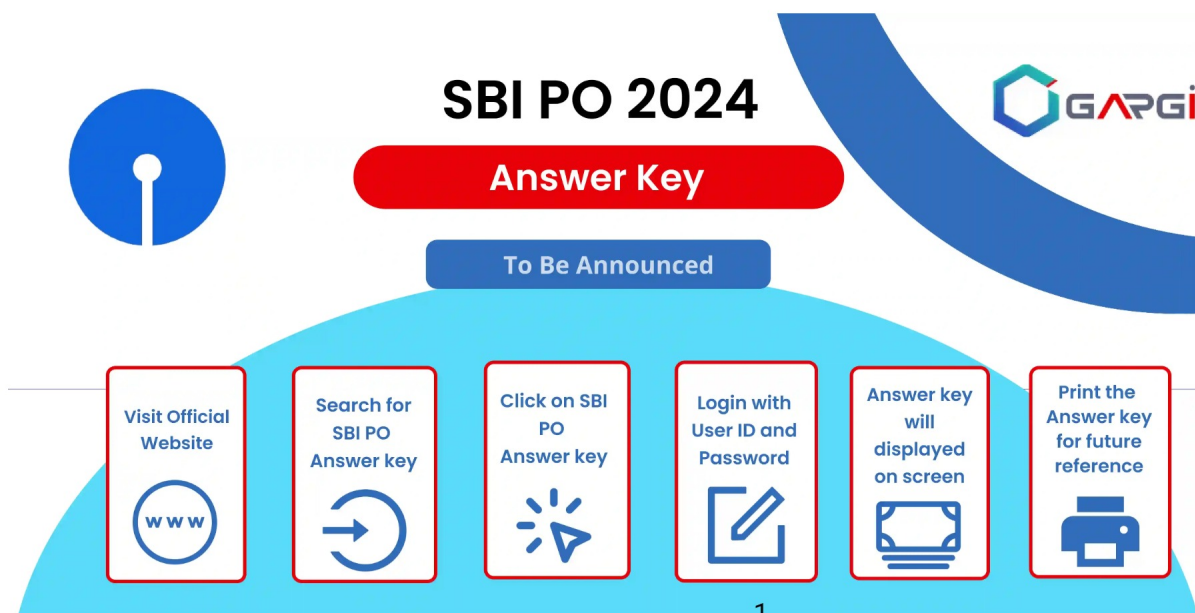 SBI PO 2024
GARGI
Answer Key
To Be Announced
Visit Official
Website
www
Search for
SBI PO
Answer key
Click on SBI
PO
Answer key
Login with
User ID and
Password
Answer key
will
displayed
on screen
Print the
Answer key
for future
reference
1